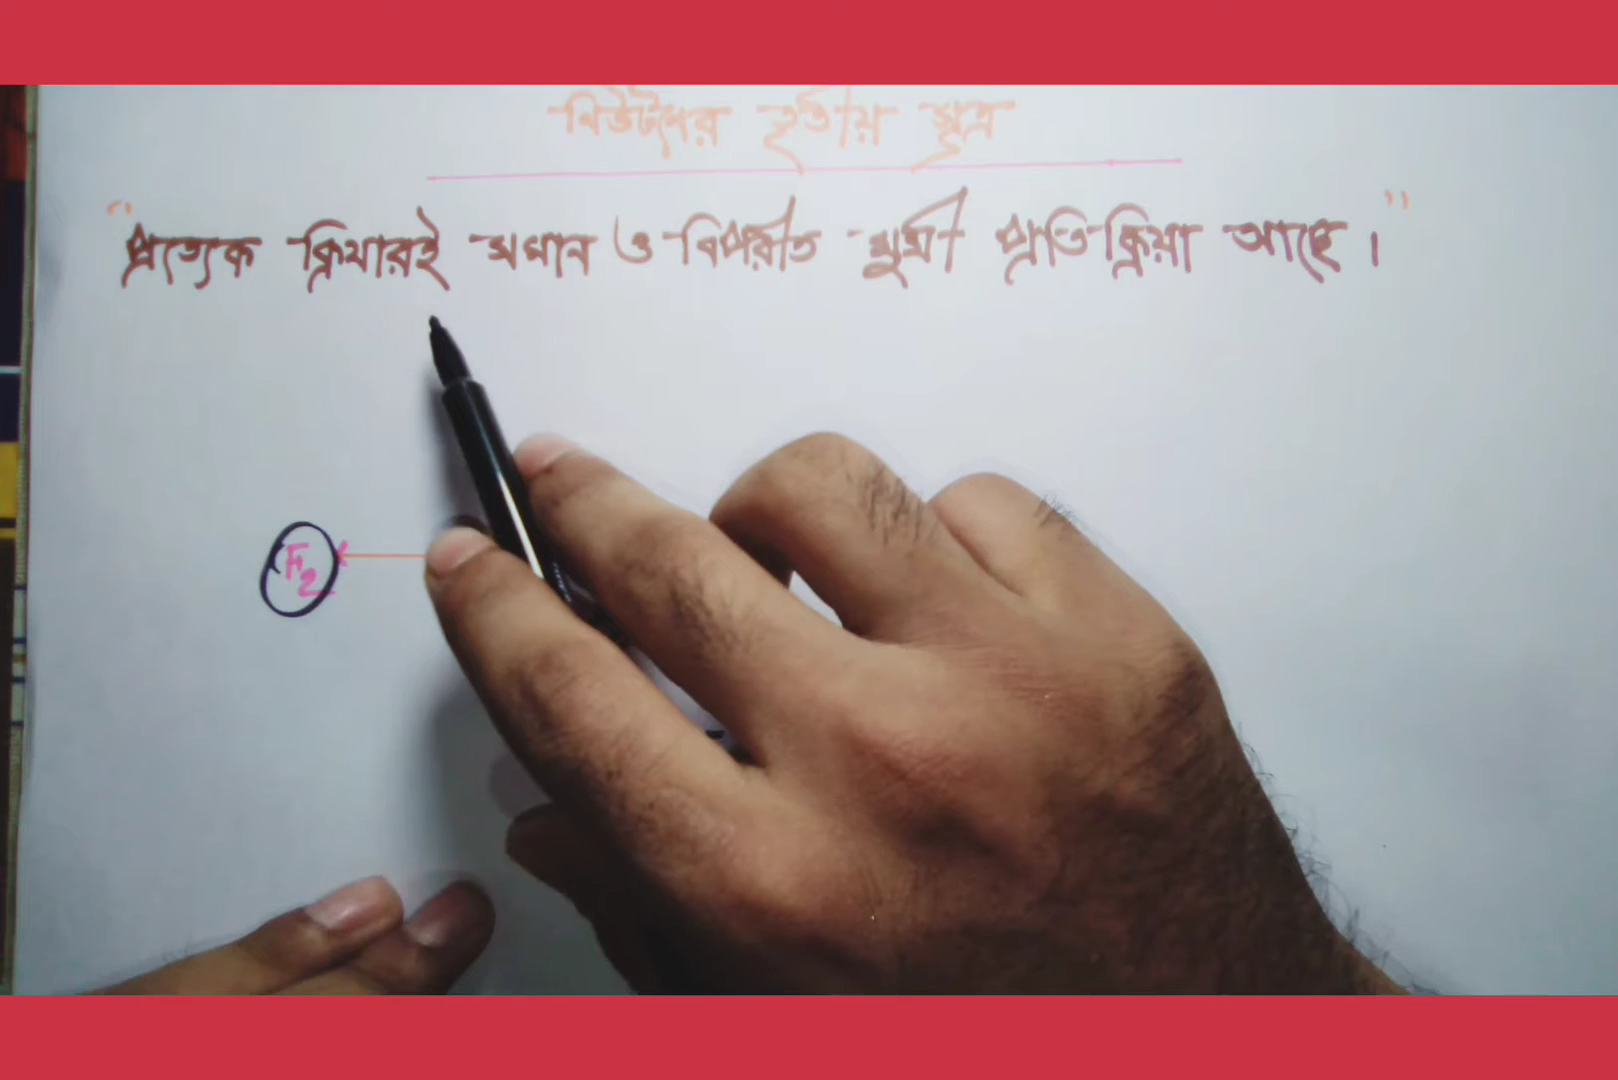 নিউটনের তৃতীয় সূত্র
"প্রত্যেক ক্রিয়ারই সমান ও বিপরীত মুখী প্রতিক্রিয়া আছে।"
F2